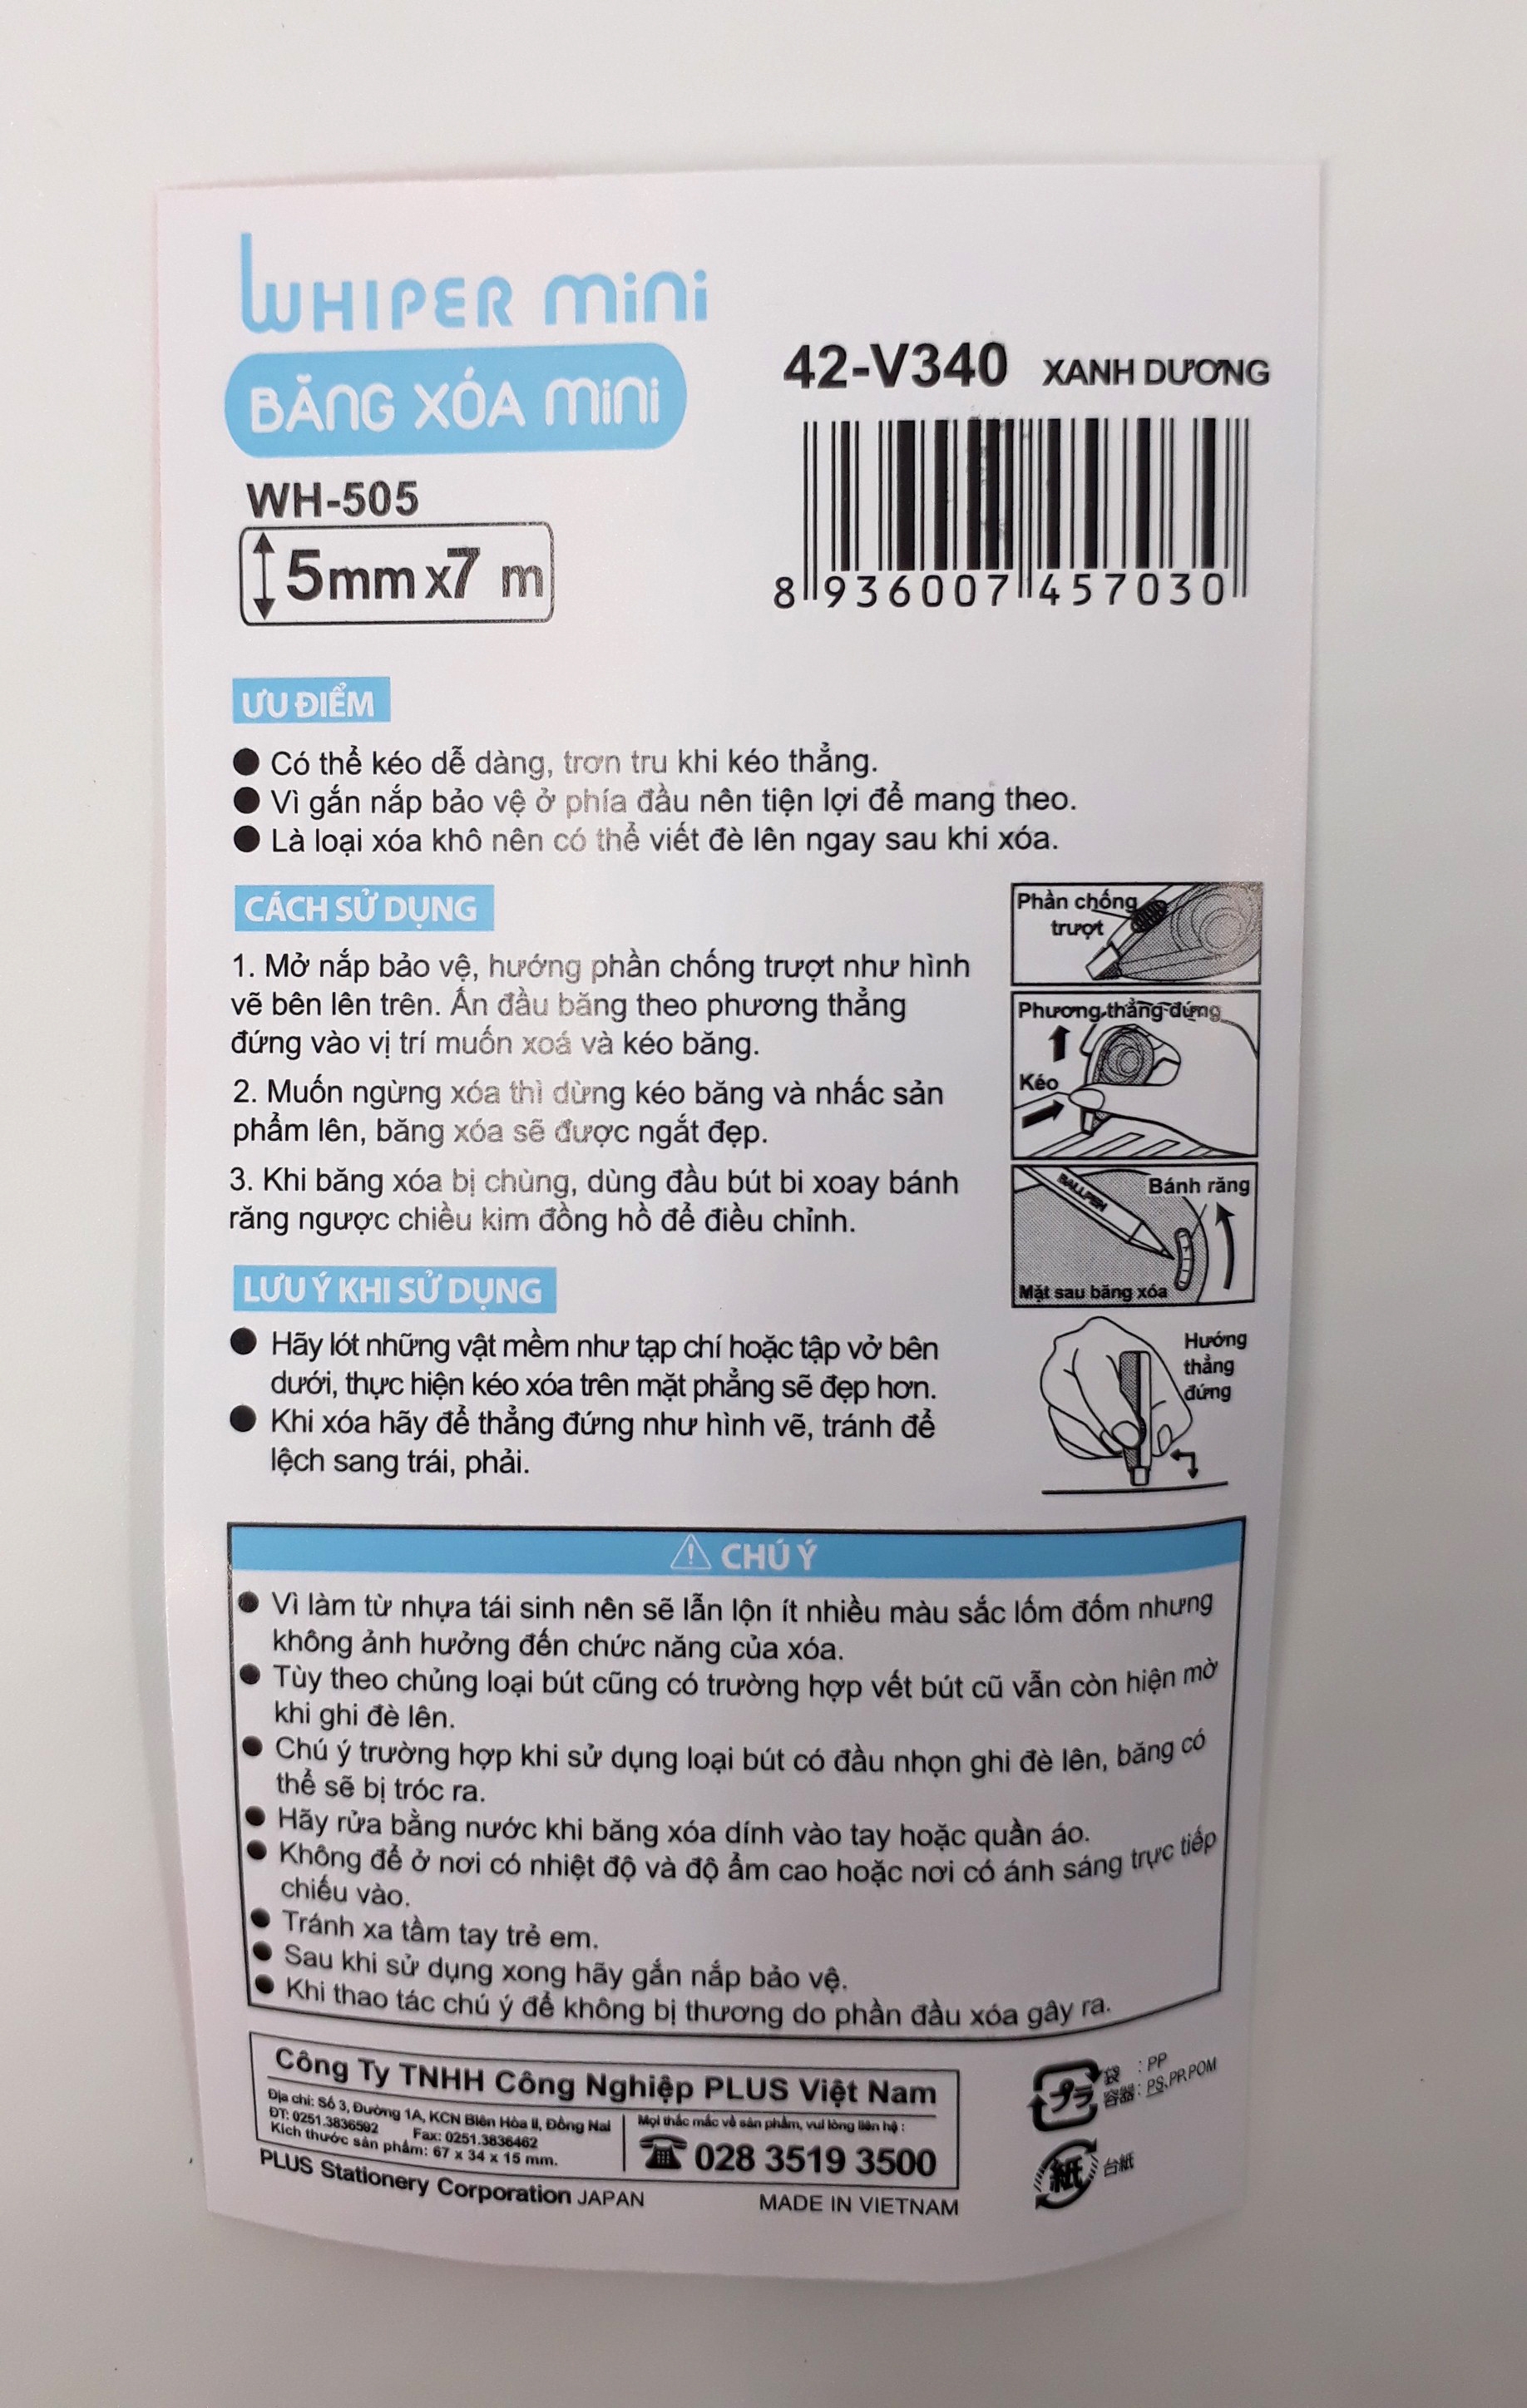 WHIPER mini
BĂNG XÓA mini
42-V340 XANH DƯƠNG
WH-505
5mm x7 m
8 936007 457030
ƯU ĐIỂM
● Có thể kéo dễ dàng, trơn tru khi kéo thẳng.
● Vì gắn nắp bảo vệ ở phía đầu nên tiện lợi để mang theo.
● Là loại xóa khô nên có thể viết đè lên ngay sau khi xóa.
CÁCH SỬ DỤNG
1. Mở nắp bảo vệ, hướng phần chống trượt như hình
vẽ bên lên trên. Ấn đầu băng theo phương thẳng
đứng vào vị trí muốn xoá và kéo băng.
2. Muốn ngừng xóa thì dừng kéo băng và nhấc sản
phẩm lên, băng xóa sẽ được ngắt đẹp.
3. Khi băng xóa bị chùng, dùng đầu bút bi xoay bánh
răng ngược chiều kim đồng hồ để điều chỉnh.
Phần chống
trượt
Phương thẳng đứng
Kéo
BALLPEN
Bánh răng
Mặt sau băng xóa
LƯU Ý KHI SỬ DỤNG
● Hãy lót những vật mềm như tạp chí hoặc tập vở bên
dưới, thực hiện kéo xóa trên mặt phẳng sẽ đẹp hơn.
● Khi xóa hãy để thẳng đứng như hình vẽ, tránh để
lệch sang trái, phải.
Hướng
thẳng
đứng
⚠ CHÚ Ý
● Vì làm từ nhựa tái sinh nên sẽ lẫn lộn ít nhiều màu sắc lốm đốm nhưng
không ảnh hưởng đến chức năng của xóa.
● Tùy theo chủng loại bút cũng có trường hợp vết bút cũ vẫn còn hiện mờ
khi ghi đè lên.
● Chú ý trường hợp khi sử dụng loại bút có đầu nhọn ghi đè lên, băng có
thể sẽ bị tróc ra.
● Hãy rửa bằng nước khi băng xóa dính vào tay hoặc quần áo.
● Không để ở nơi có nhiệt độ và độ ẩm cao hoặc nơi có ánh sáng trực tiếp
chiếu vào.
● Tránh xa tầm tay trẻ em.
● Sau khi sử dụng xong hãy gắn nắp bảo vệ.
● Khi thao tác chú ý để không bị thương do phần đầu xóa gây ra.
Công Ty TNHH Công Nghiệp PLUS Việt Nam
Địa chỉ: Số 3, Đường 1A, KCN Biên Hòa II, Đồng Nai
ĐT: 0251.3836592 Fax: 0251.3836462
Kích thước sản phẩm: 67 x 34 x 15 mm.
Mọi thắc mắc về sản phẩm, vui lòng liên hệ :
☎ 028 3519 3500
PLUS Stationery Corporation JAPAN
MADE IN VIETNAM
プラ
袋 : PP
容器 : PS,PP,POM
紙
台紙